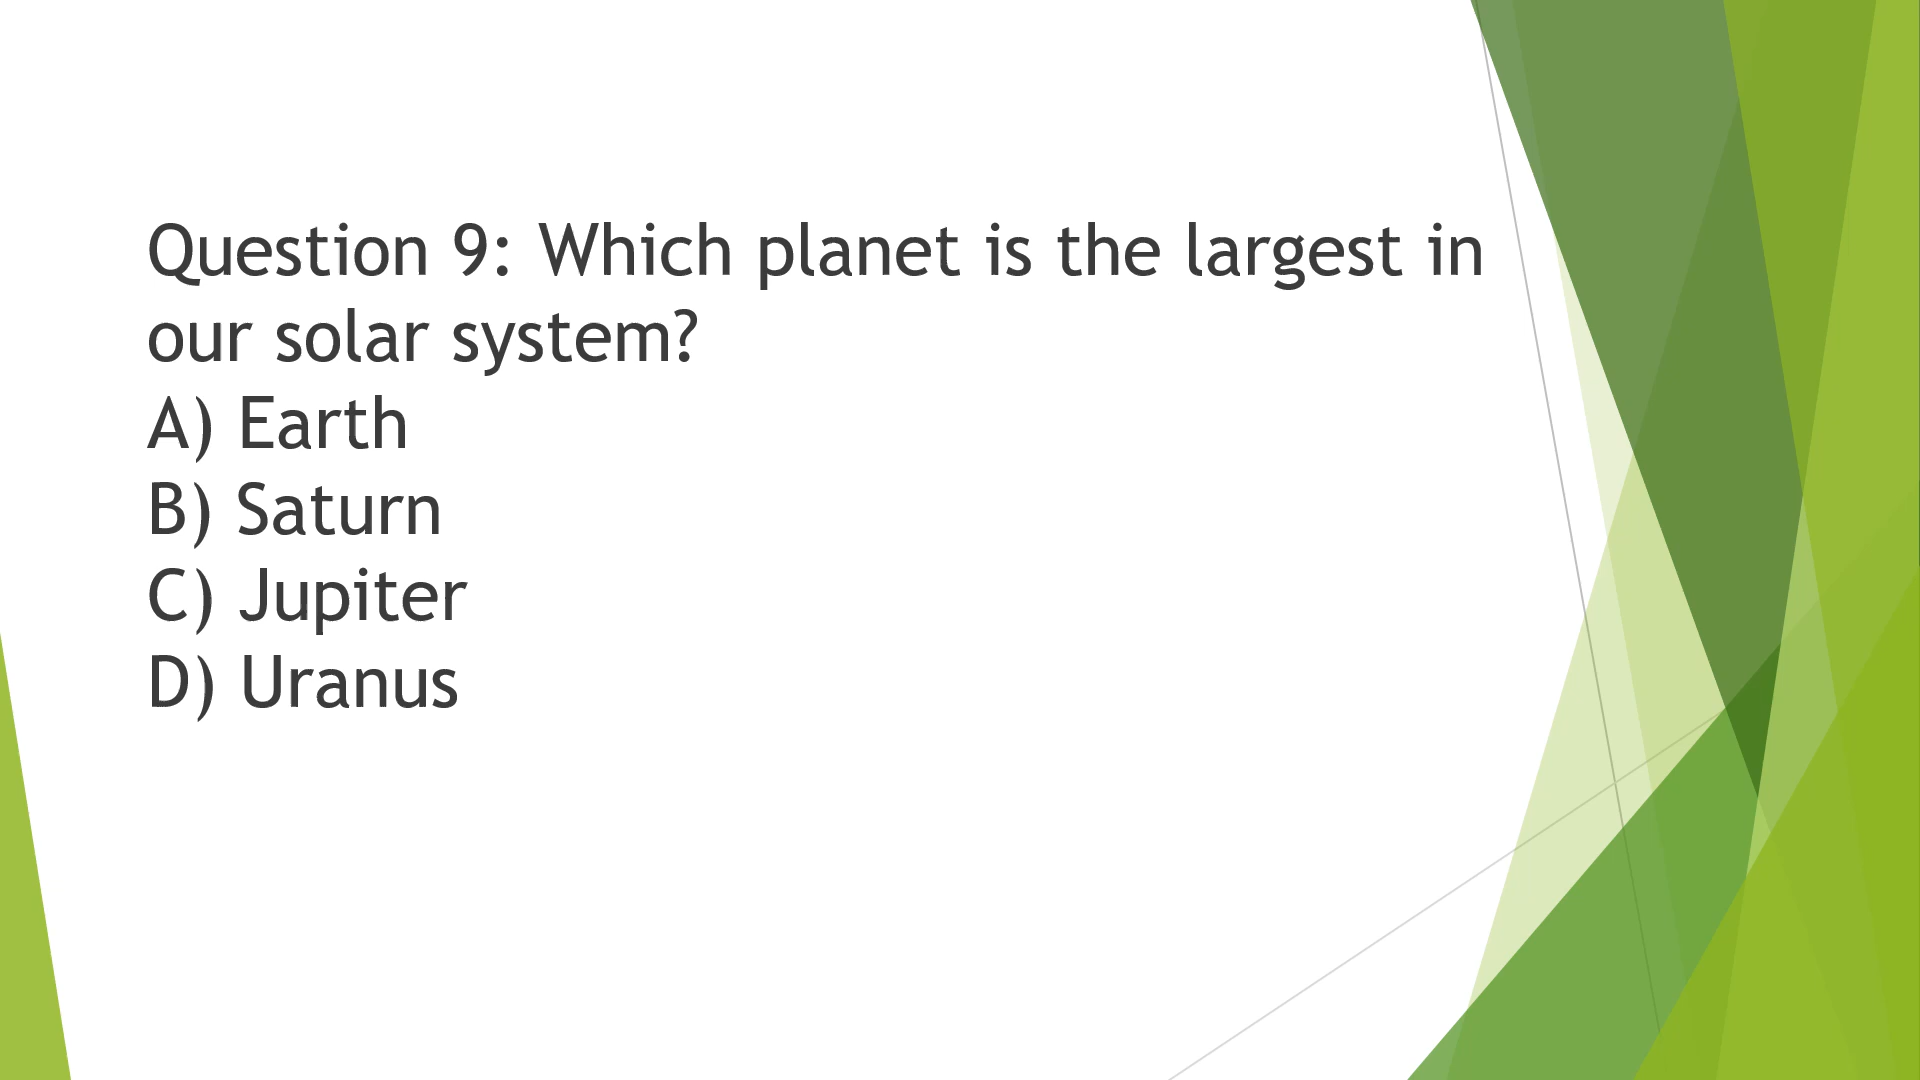 Question 9: Which planet is the largest in
our solar system?
A) Earth
B) Saturn
C) Jupiter
D) Uranus